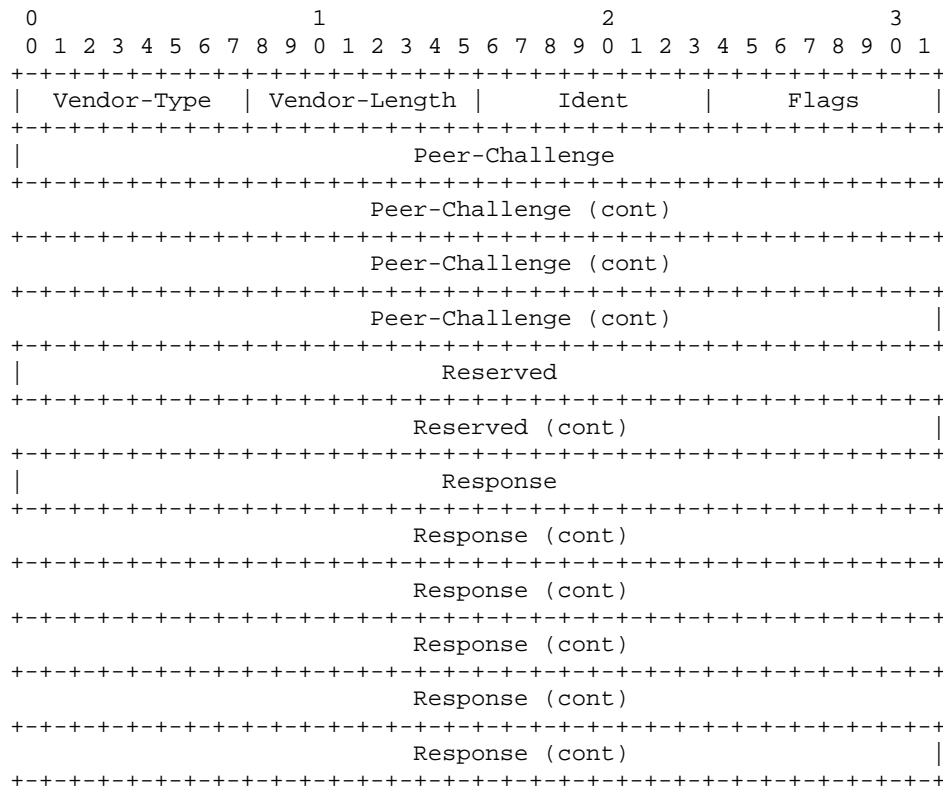 0                   1                   2                   3
 0 1 2 3 4 5 6 7 8 9 0 1 2 3 4 5 6 7 8 9 0 1 2 3 4 5 6 7 8 9 0 1
+-+-+-+-+-+-+-+-+-+-+-+-+-+-+-+-+-+-+-+-+-+-+-+-+-+-+-+-+-+-+-+-+
|  Vendor-Type  | Vendor-Length |     Ident     |     Flags     |
+-+-+-+-+-+-+-+-+-+-+-+-+-+-+-+-+-+-+-+-+-+-+-+-+-+-+-+-+-+-+-+-+
|                           Peer-Challenge
+-+-+-+-+-+-+-+-+-+-+-+-+-+-+-+-+-+-+-+-+-+-+-+-+-+-+-+-+-+-+-+-+
                         Peer-Challenge (cont)
+-+-+-+-+-+-+-+-+-+-+-+-+-+-+-+-+-+-+-+-+-+-+-+-+-+-+-+-+-+-+-+-+
                         Peer-Challenge (cont)
+-+-+-+-+-+-+-+-+-+-+-+-+-+-+-+-+-+-+-+-+-+-+-+-+-+-+-+-+-+-+-+-+
                         Peer-Challenge (cont)                  |
+-+-+-+-+-+-+-+-+-+-+-+-+-+-+-+-+-+-+-+-+-+-+-+-+-+-+-+-+-+-+-+-+
|                             Reserved
+-+-+-+-+-+-+-+-+-+-+-+-+-+-+-+-+-+-+-+-+-+-+-+-+-+-+-+-+-+-+-+-+
                            Reserved (cont)                     |
+-+-+-+-+-+-+-+-+-+-+-+-+-+-+-+-+-+-+-+-+-+-+-+-+-+-+-+-+-+-+-+-+
|                             Response
+-+-+-+-+-+-+-+-+-+-+-+-+-+-+-+-+-+-+-+-+-+-+-+-+-+-+-+-+-+-+-+-+
                            Response (cont)
+-+-+-+-+-+-+-+-+-+-+-+-+-+-+-+-+-+-+-+-+-+-+-+-+-+-+-+-+-+-+-+-+
                            Response (cont)
+-+-+-+-+-+-+-+-+-+-+-+-+-+-+-+-+-+-+-+-+-+-+-+-+-+-+-+-+-+-+-+-+
                            Response (cont)
+-+-+-+-+-+-+-+-+-+-+-+-+-+-+-+-+-+-+-+-+-+-+-+-+-+-+-+-+-+-+-+-+
                            Response (cont)
+-+-+-+-+-+-+-+-+-+-+-+-+-+-+-+-+-+-+-+-+-+-+-+-+-+-+-+-+-+-+-+-+
                            Response (cont)                     |
+-+-+-+-+-+-+-+-+-+-+-+-+-+-+-+-+-+-+-+-+-+-+-+-+-+-+-+-+-+-+-+-+